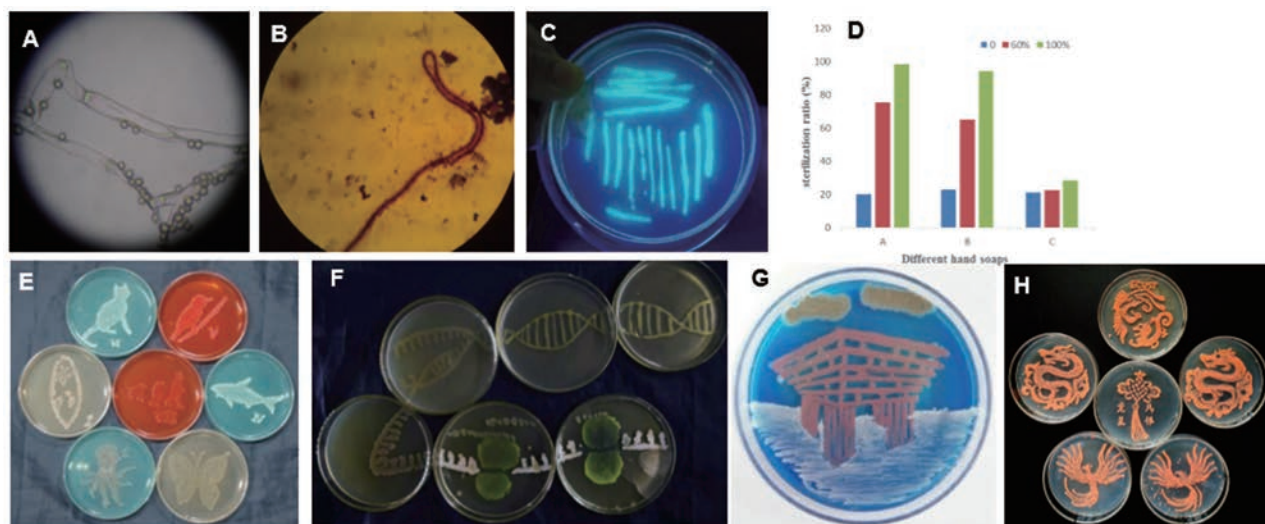 A
B
C
D
120
100
80
60
40
20
0
sterilization ratio (%)
0 60% 100%
A B C
Different hand soaps
E
F
G
H